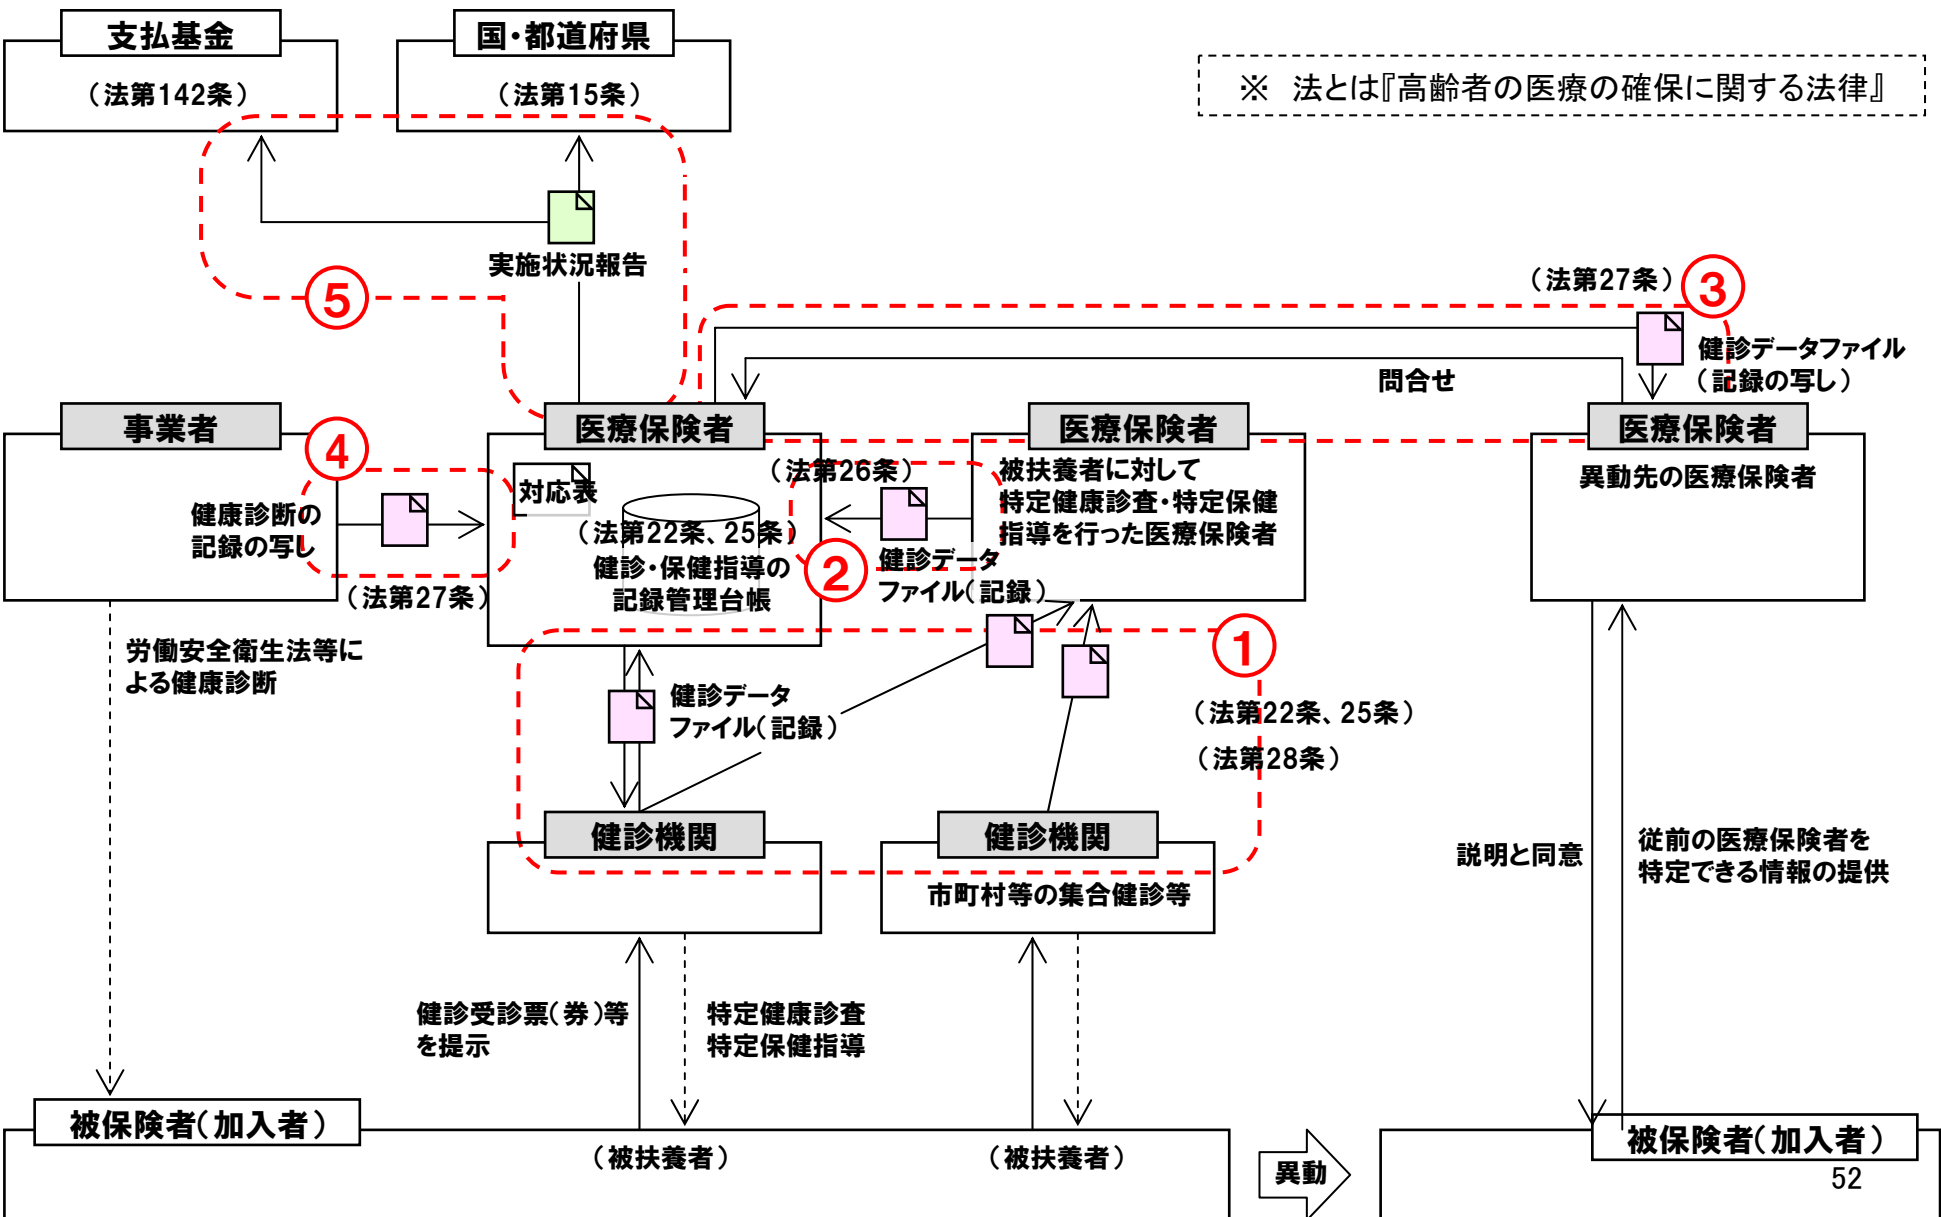 支払基金
（法第142条）
国・都道府県
（法第15条）
※　法とは『高齢者の医療の確保に関する法律』
実施状況報告
⑤
（法第27条）
③
健診データファイル
（記録の写し）
問合せ
事業者
④
健康診断の
記録の写し
（法第27条）
医療保険者
対応表
（法第22条、25条）
健診・保健指導の
記録管理台帳
（法第26条）
②
健診データ
ファイル（記録）
医療保険者
被扶養者に対して
特定健康診査・特定保健
指導を行った医療保険者
医療保険者
異動先の医療保険者
労働安全衛生法等に
よる健康診断
健診データ
ファイル（記録）
①
（法第22条、25条）
（法第28条）
健診機関
健診機関
市町村等の集合健診等
説明と同意
従前の医療保険者を
特定できる情報の提供
健診受診票（券）等
を提示
特定健康診査
特定保健指導
被保険者（加入者）
（被扶養者）
（被扶養者）
異動
被保険者（加入者）
52